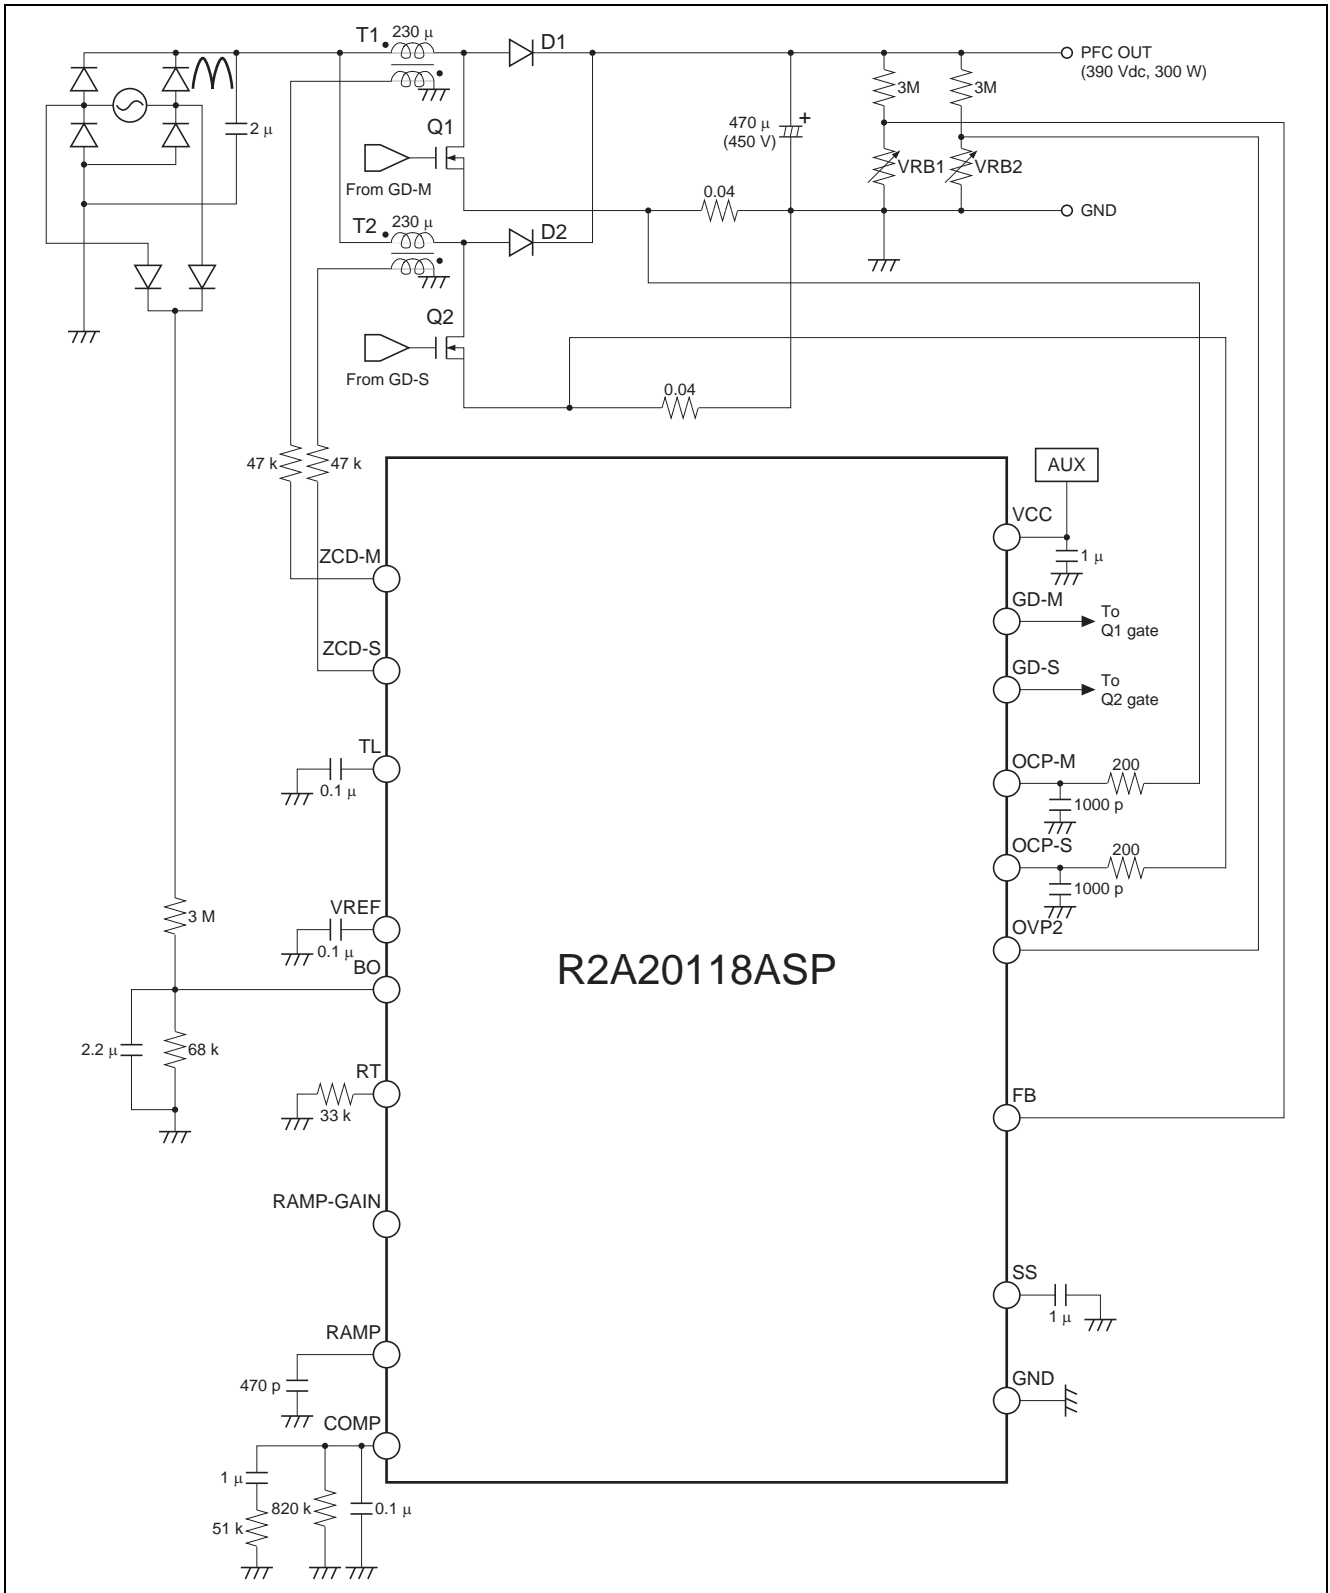 T1
230 μ
D1
PFC OUT
(390 Vdc, 300 W)
3M
3M
2 μ
Q1
470 μ
(450 V)
+
From GD-M
VRB1
VRB2
0.04
GND
T2
230 μ
D2
Q2
From GD-S
0.04
47 k
47 k
AUX
VCC
1 μ
ZCD-M
GD-M
To
Q1 gate
ZCD-S
GD-S
To
Q2 gate
TL
0.1 μ
OCP-M
200
1000 p
OCP-S
200
1000 p
3 M
VREF
0.1 μ
OVP2
BO
R2A20118ASP
2.2 μ
68 k
RT
33 k
FB
RAMP-GAIN
SS
1 μ
RAMP
470 p
GND
COMP
1 μ
820 k
0.1 μ
51 k